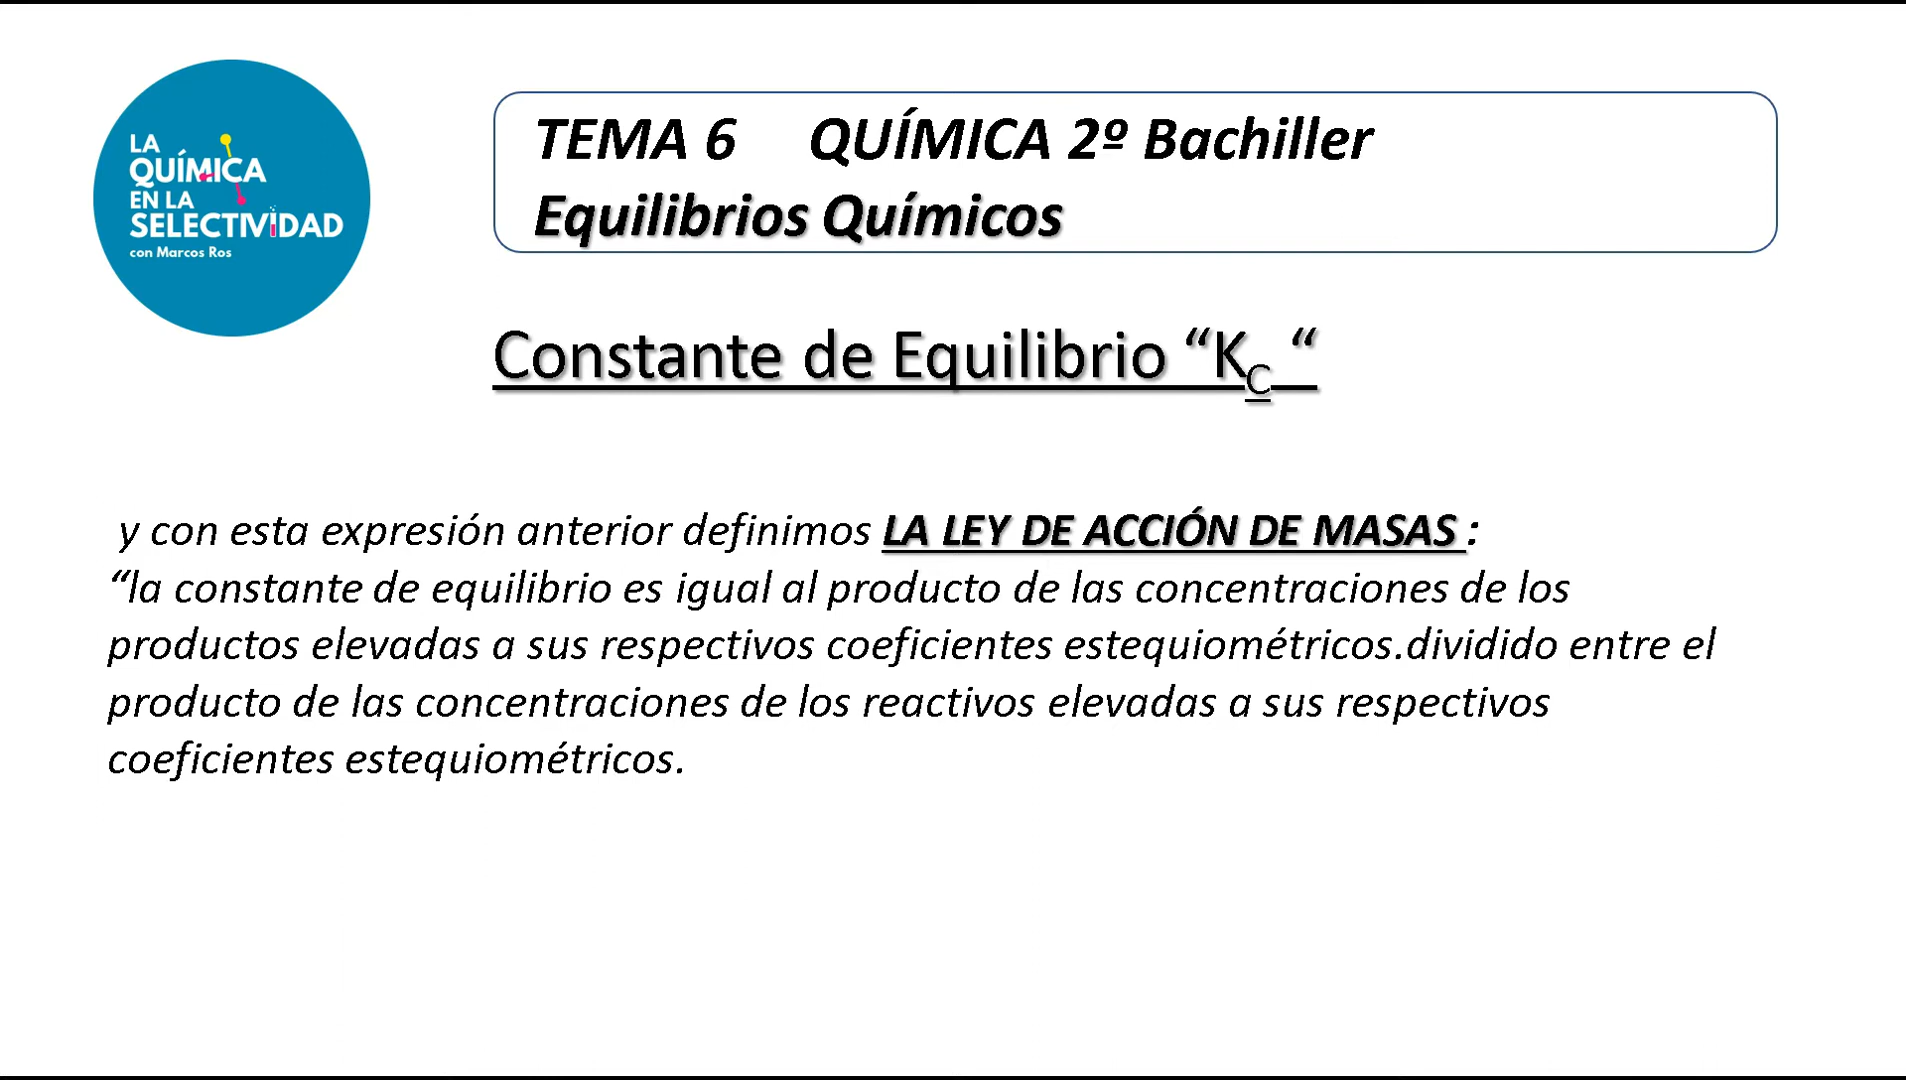 LA
QUÍMICA
EN LA
SELECTIVIDAD
con Marcos Ros
TEMA 6 QUÍMICA 2º Bachiller
Equilibrios Químicos
Constante de Equilibrio “KC “
y con esta expresión anterior definimos LA LEY DE ACCIÓN DE MASAS :
“la constante de equilibrio es igual al producto de las concentraciones de los
productos elevadas a sus respectivos coeficientes estequiométricos.dividido entre el
producto de las concentraciones de los reactivos elevadas a sus respectivos
coeficientes estequiométricos.